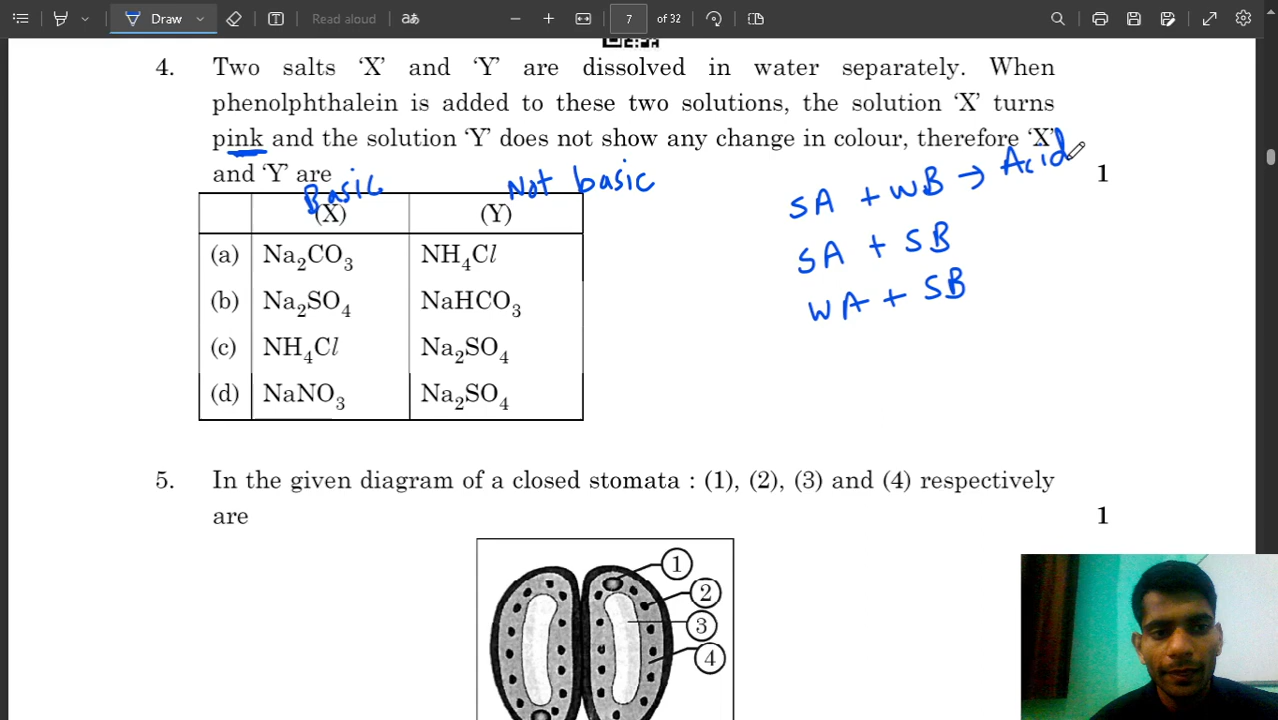 Draw
Read aloud
7 of 32
4. Two salts 'X' and 'Y' are dissolved in water separately. When
phenolphthalein is added to these two solutions, the solution 'X' turns
pink and the solution 'Y' does not show any change in colour, therefore 'X'
and 'Y' are 1
Basic Not basic
(X) (Y)
(a) Na₂CO₃ NH₄Cl
(b) Na₂SO₄ NaHCO₃
(c) NH₄Cl Na₂SO₄
(d) NaNO₃ Na₂SO₄
SA + WB → Acid
SA + SB
WA + SB
5. In the given diagram of a closed stomata : (1), (2), (3) and (4) respectively
are 1
1
2
3
4